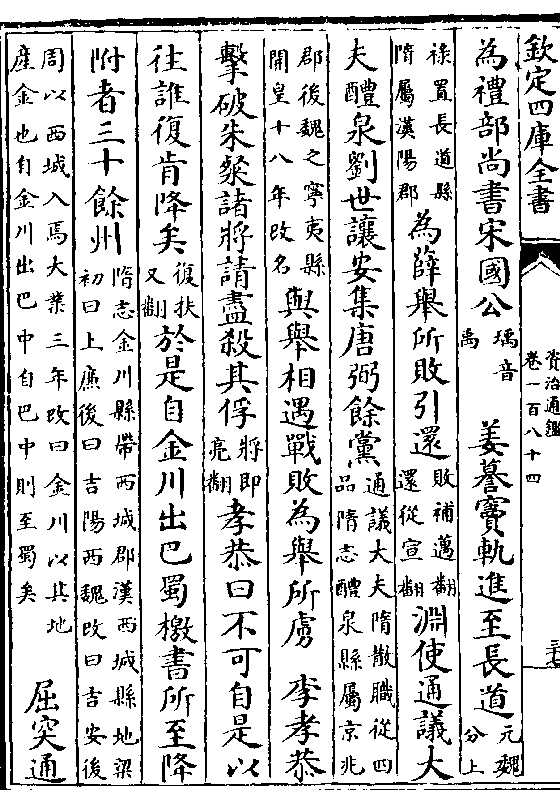 欽定四庫全書
資治通鑑
卷一百八十四
為禮部尚書宋國公瑀音禹 姜謩竇軌進至長道元魏分上
祿置長道縣隋屬漢陽郡為薛舉所敗引還敗補邁翻還從宣翻淵使通議大
夫醴泉劉世讓安集唐弼餘黨通議大夫隋散職從四品隋志醴泉縣屬京兆
郡後魏之寧夷縣開皇十八年改名與舉相遇戰敗為舉所虜 李孝恭
擊破朱粲諸將請盡殺其俘將即亮翻孝恭曰不可自是以
往誰復肯降矣復扶又翻於是自金川出巴蜀檄書所至降
附者三十餘州隋志金川縣帶西城郡漢西城縣地梁初曰上廉後曰吉陽西魏改曰吉安後
周以西城入焉大業三年改曰金川以其地產金也自金川出巴中自巴中則至蜀矣 屈突通